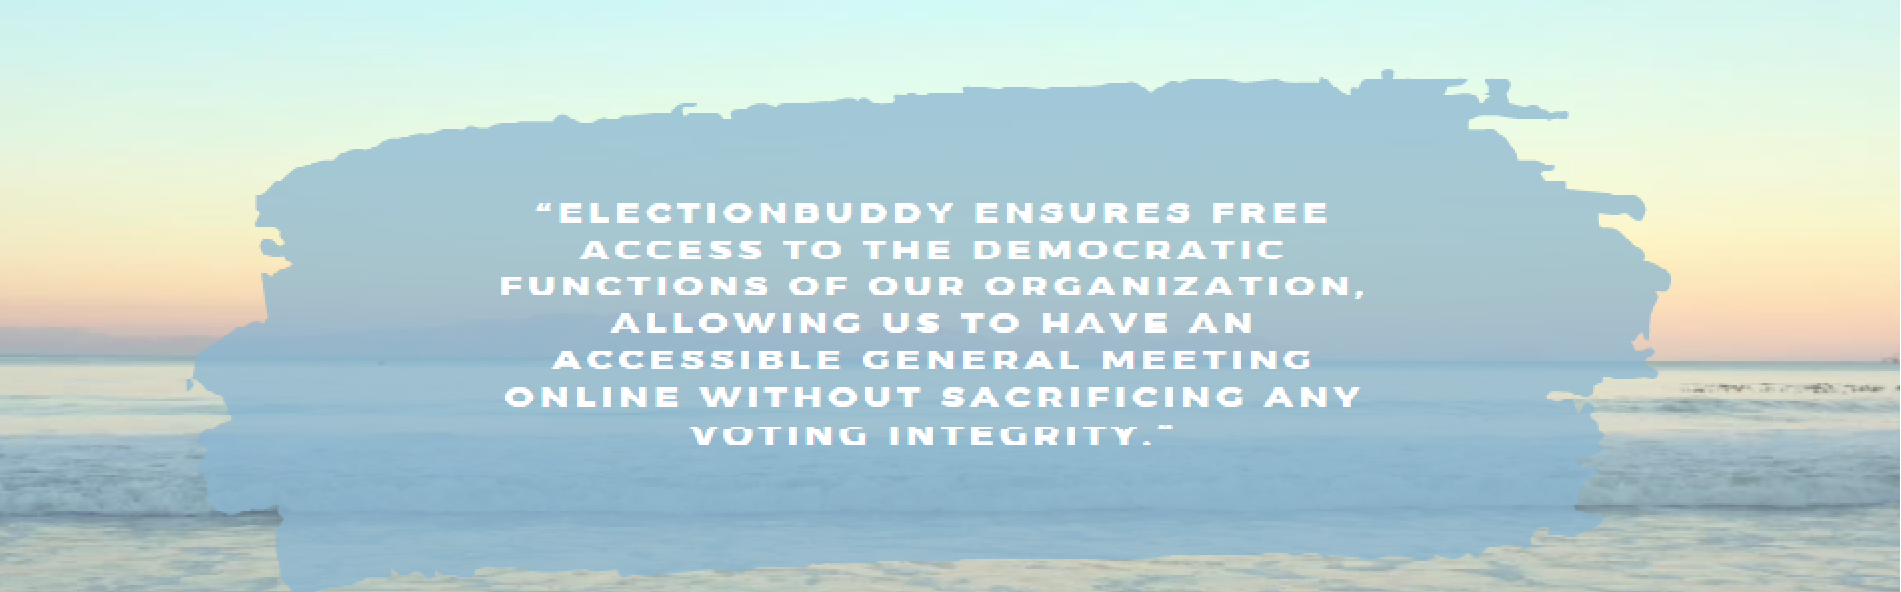 “ELECTIONBUDDY ENSURES FREE
ACCESS TO THE DEMOCRATIC
FUNCTIONS OF OUR ORGANIZATION,
ALLOWING US TO HAVE AN
ACCESSIBLE GENERAL MEETING
ONLINE WITHOUT SACRIFICING ANY
VOTING INTEGRITY.”